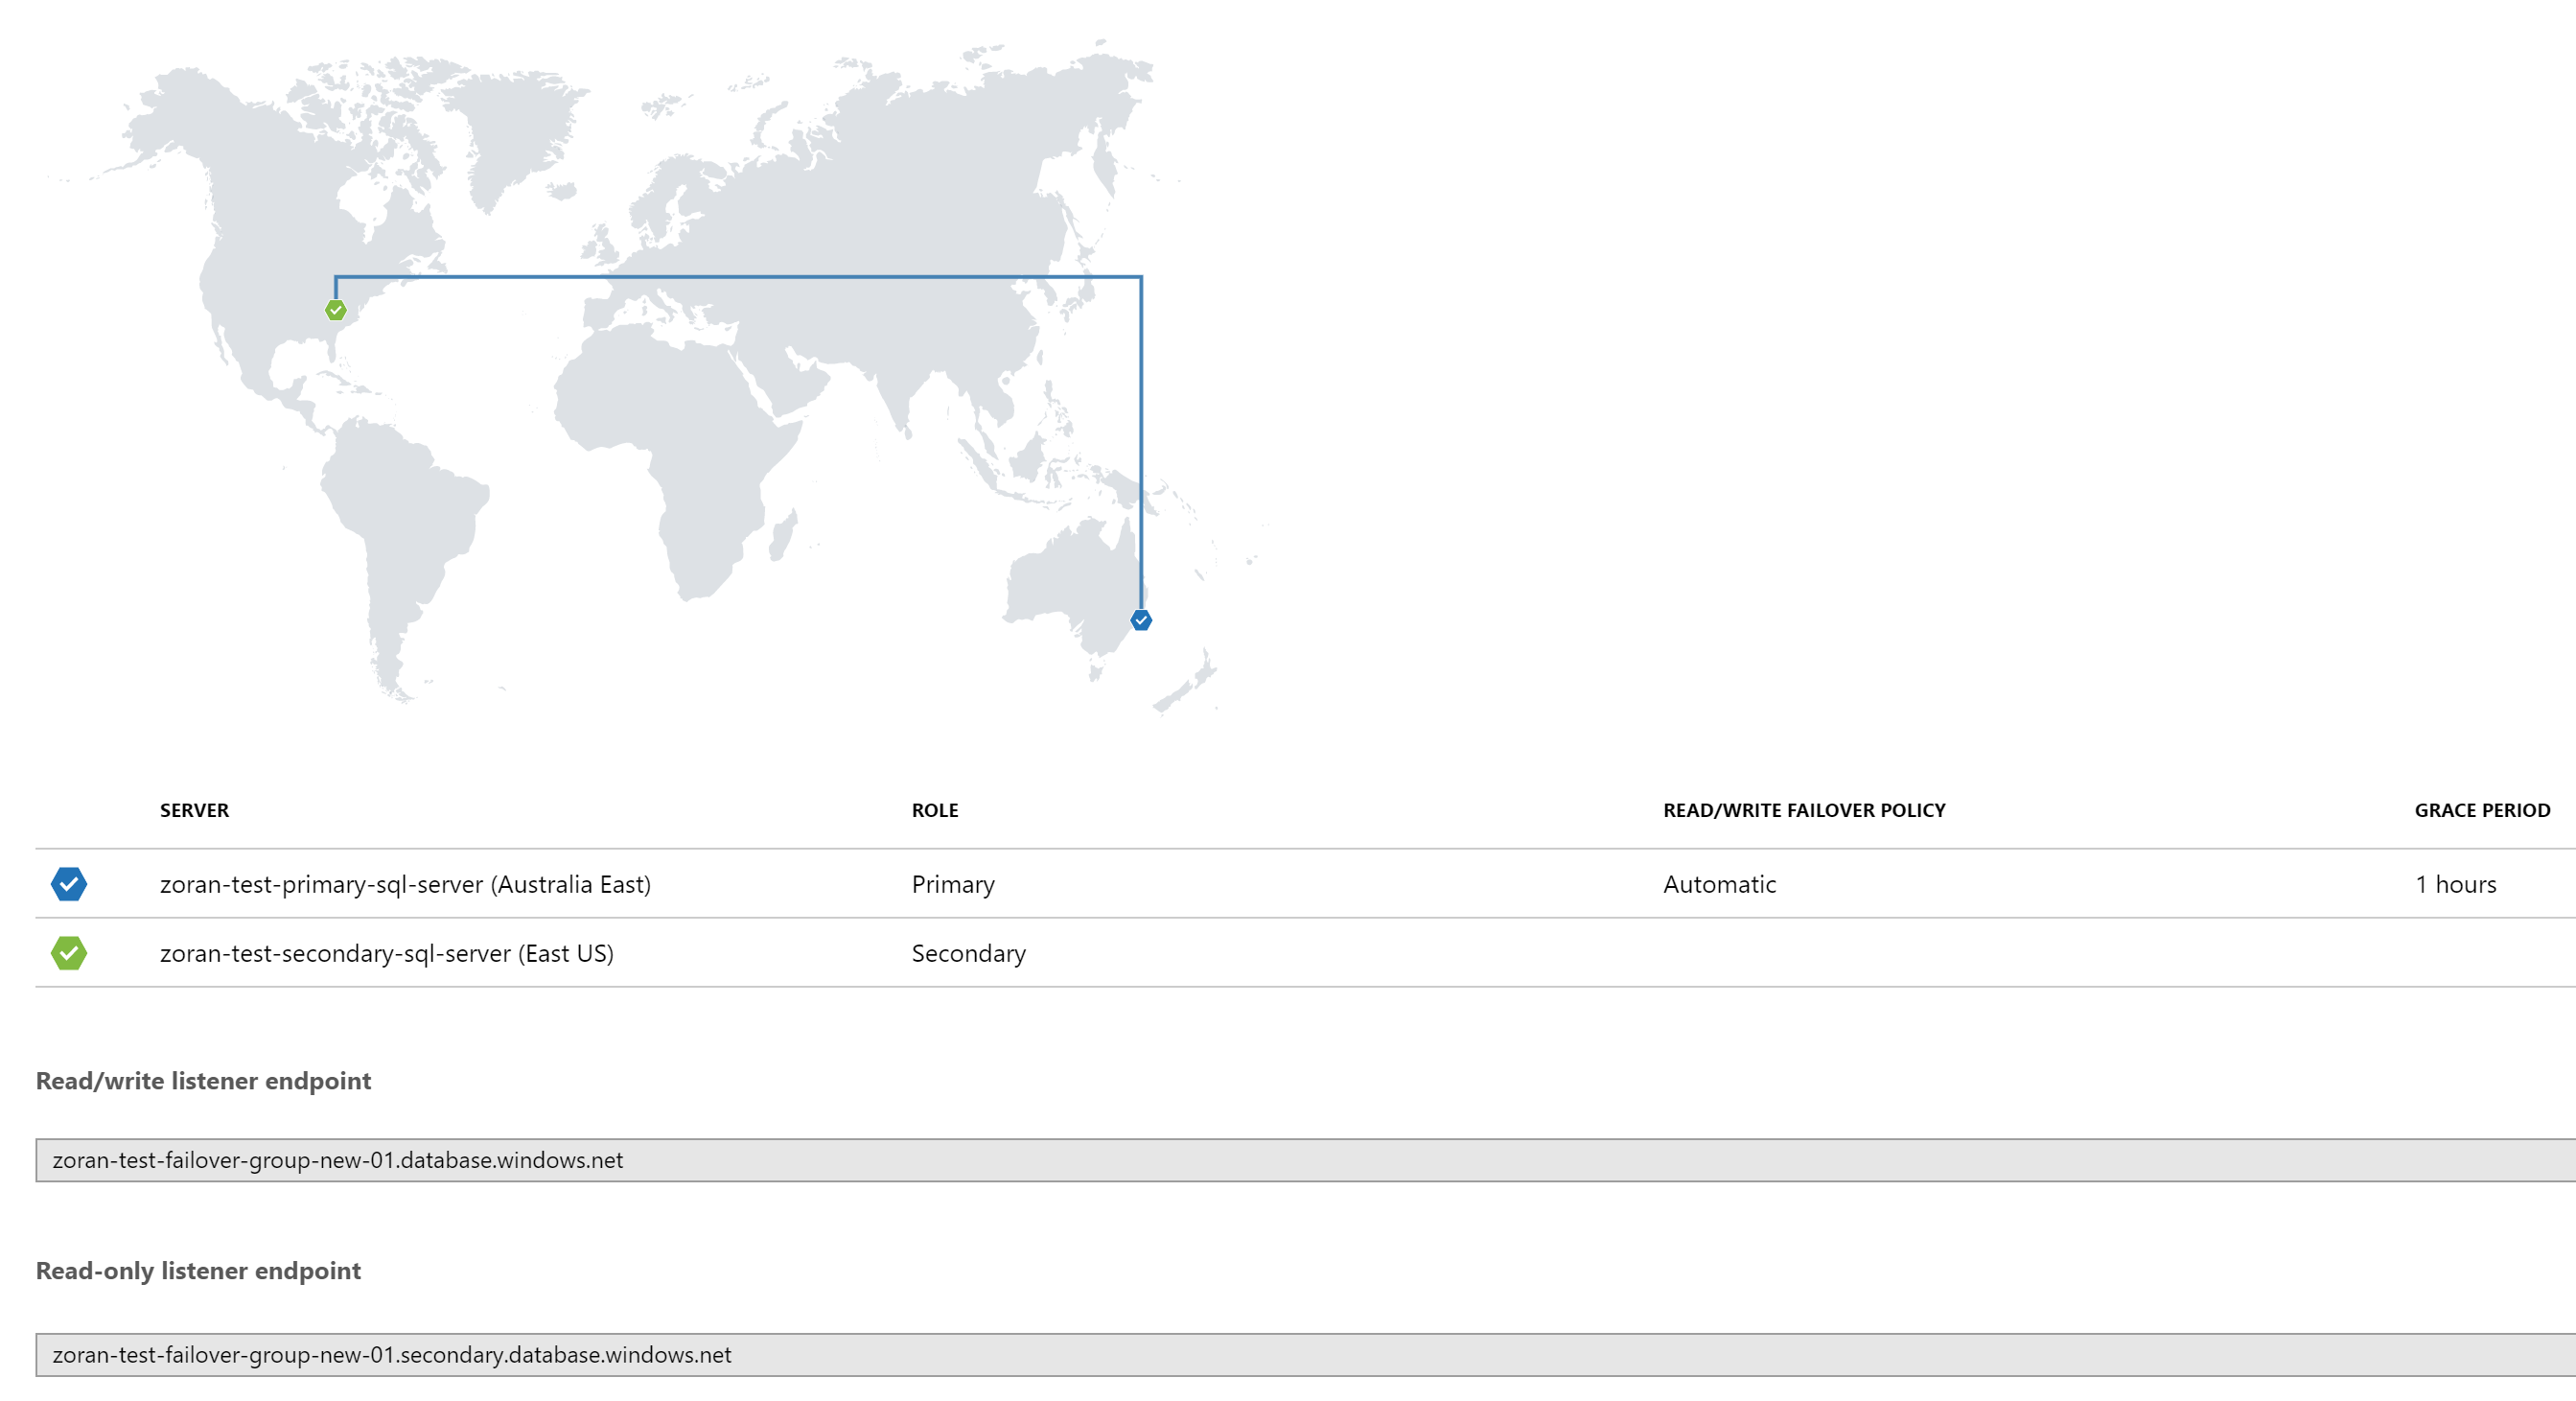 SERVER ROLE READ/WRITE FAILOVER POLICY GRACE PERIOD
zoran-test-primary-sql-server (Australia East) Primary Automatic 1 hours
zoran-test-secondary-sql-server (East US) Secondary
Read/write listener endpoint
zoran-test-failover-group-new-01.database.windows.net
Read-only listener endpoint
zoran-test-failover-group-new-01.secondary.database.windows.net